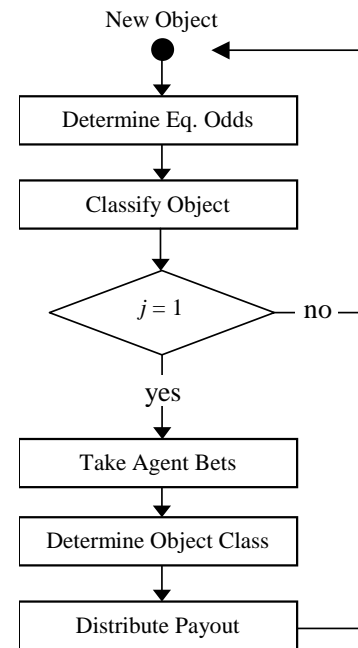 New Object
Determine Eq. Odds
Classify Object
j = 1
no
yes
Take Agent Bets
Determine Object Class
Distribute Payout